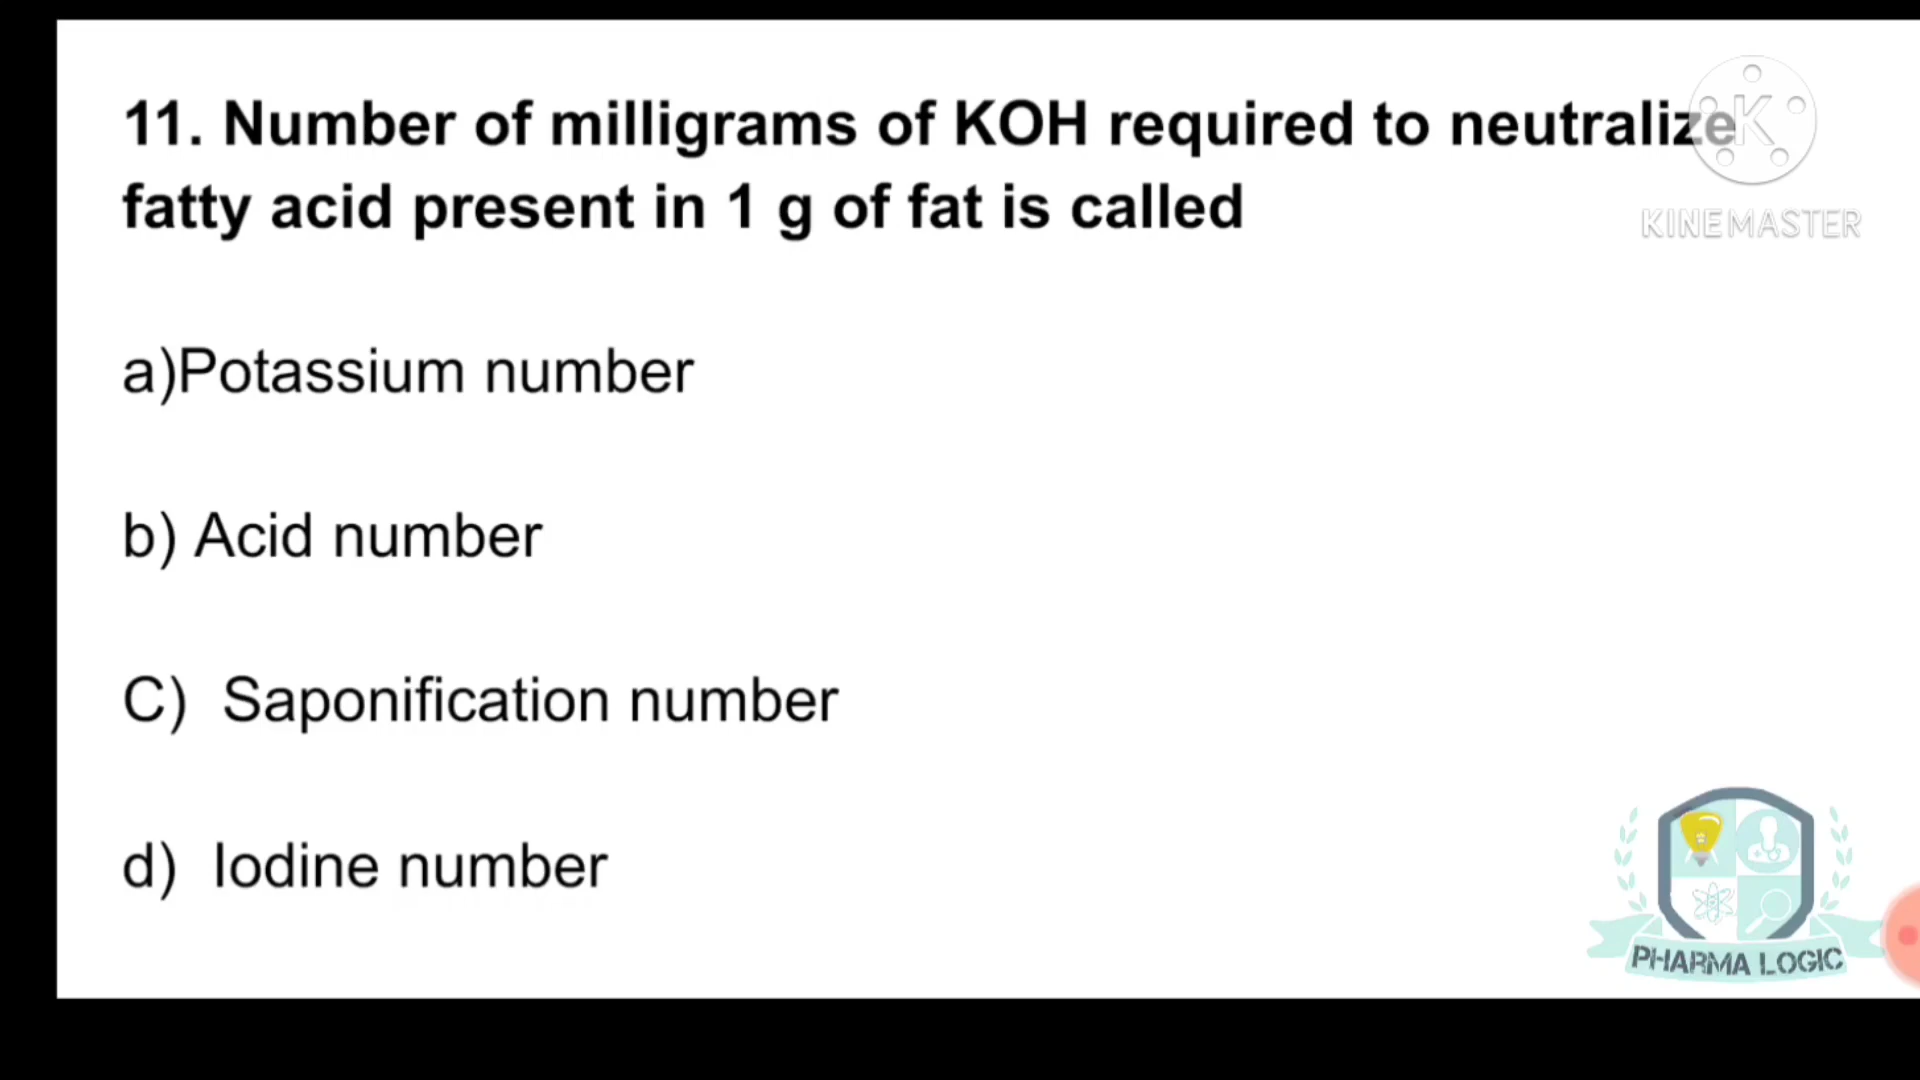 11. Number of milligrams of KOH required to neutralize
fatty acid present in 1 g of fat is called
KINEMASTER
a)Potassium number
b) Acid number
C) Saponification number
d) Iodine number
PHARMA LOGIC